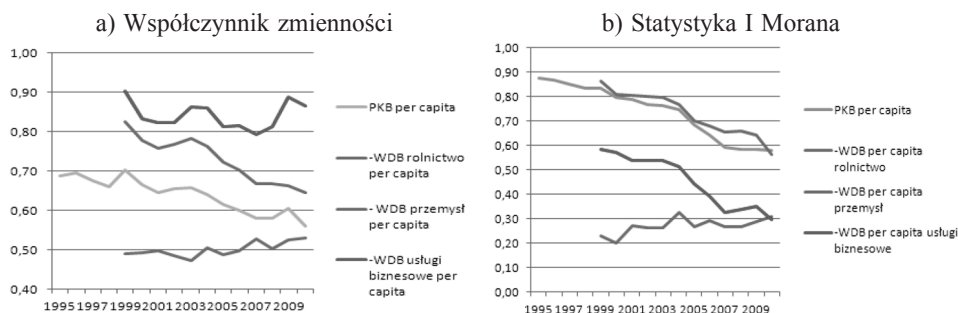 a) Współczynnik zmienności
1,00
0,90
0,80
0,70
0,60
0,50
0,40
1995 1997 1999 2001 2003 2005 2007 2009
PKB per capita
-WDB rolnictwo
per capita
- WDB przemysł per
capita
-WDB usługi
biznesowe per
capita
b) Statystyka I Morana
1,00
0,90
0,80
0,70
0,60
0,50
0,40
0,30
0,20
0,10
0,00
1995 1997 1999 2001 2003 2005 2007 2009
PKB per capita
-WDB per capita
rolnictwo
-WDB per capita
przemysł
-WDB per capita usługi
biznesowe